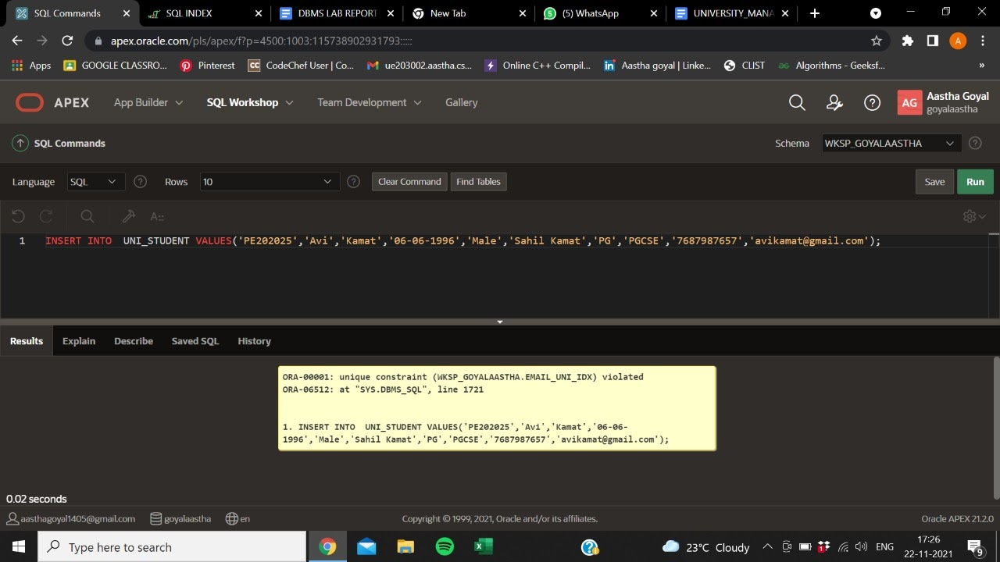 SQL Commands
SQL INDEX
DBMS LAB REPORT
New Tab
(5) WhatsApp
UNIVERSITY_MANA
apex.oracle.com/pls/apex/f?p=4500:1003:115738902931793:::::
A
Apps
GOOGLE CLASSRO...
Pinterest
CC
CodeChef User | Co...
ue203002.aastha.cs...
Online C++ Compil...
in
Aastha goyal | Linke...
CLIST
Algorithms - Geeksf...
»
APEX
App Builder
SQL Workshop
Team Development
Gallery
AG
Aastha Goyal
goyalaastha
SQL Commands
Schema
WKSP_GOYALAASTHA
Language
SQL
Rows
10
Clear Command
Find Tables
Save
Run
1 INSERT INTO  UNI_STUDENT VALUES('PE202025','Avi','Kamat','06-06-1996','Male','Sahil Kamat','PG','PGCSE','7687987657','avikamat@gmail.com');
Results
Explain
Describe
Saved SQL
History
ORA-00001: unique constraint (WKSP_GOYALAASTHA.EMAIL_UNI_IDX) violated
ORA-06512: at "SYS.DBMS_SQL", line 1721
1. INSERT INTO  UNI_STUDENT VALUES('PE202025','Avi','Kamat','06-06-
1996','Male','Sahil Kamat','PG','PGCSE','7687987657','avikamat@gmail.com');
0.02 seconds
aasthagoyal1405@gmail.com
goyalaastha
en
Copyright © 1999, 2021, Oracle and/or its affiliates.
Oracle APEX 21.2.0
Type here to search
23°C Cloudy
ENG
17:26
22-11-2021
9